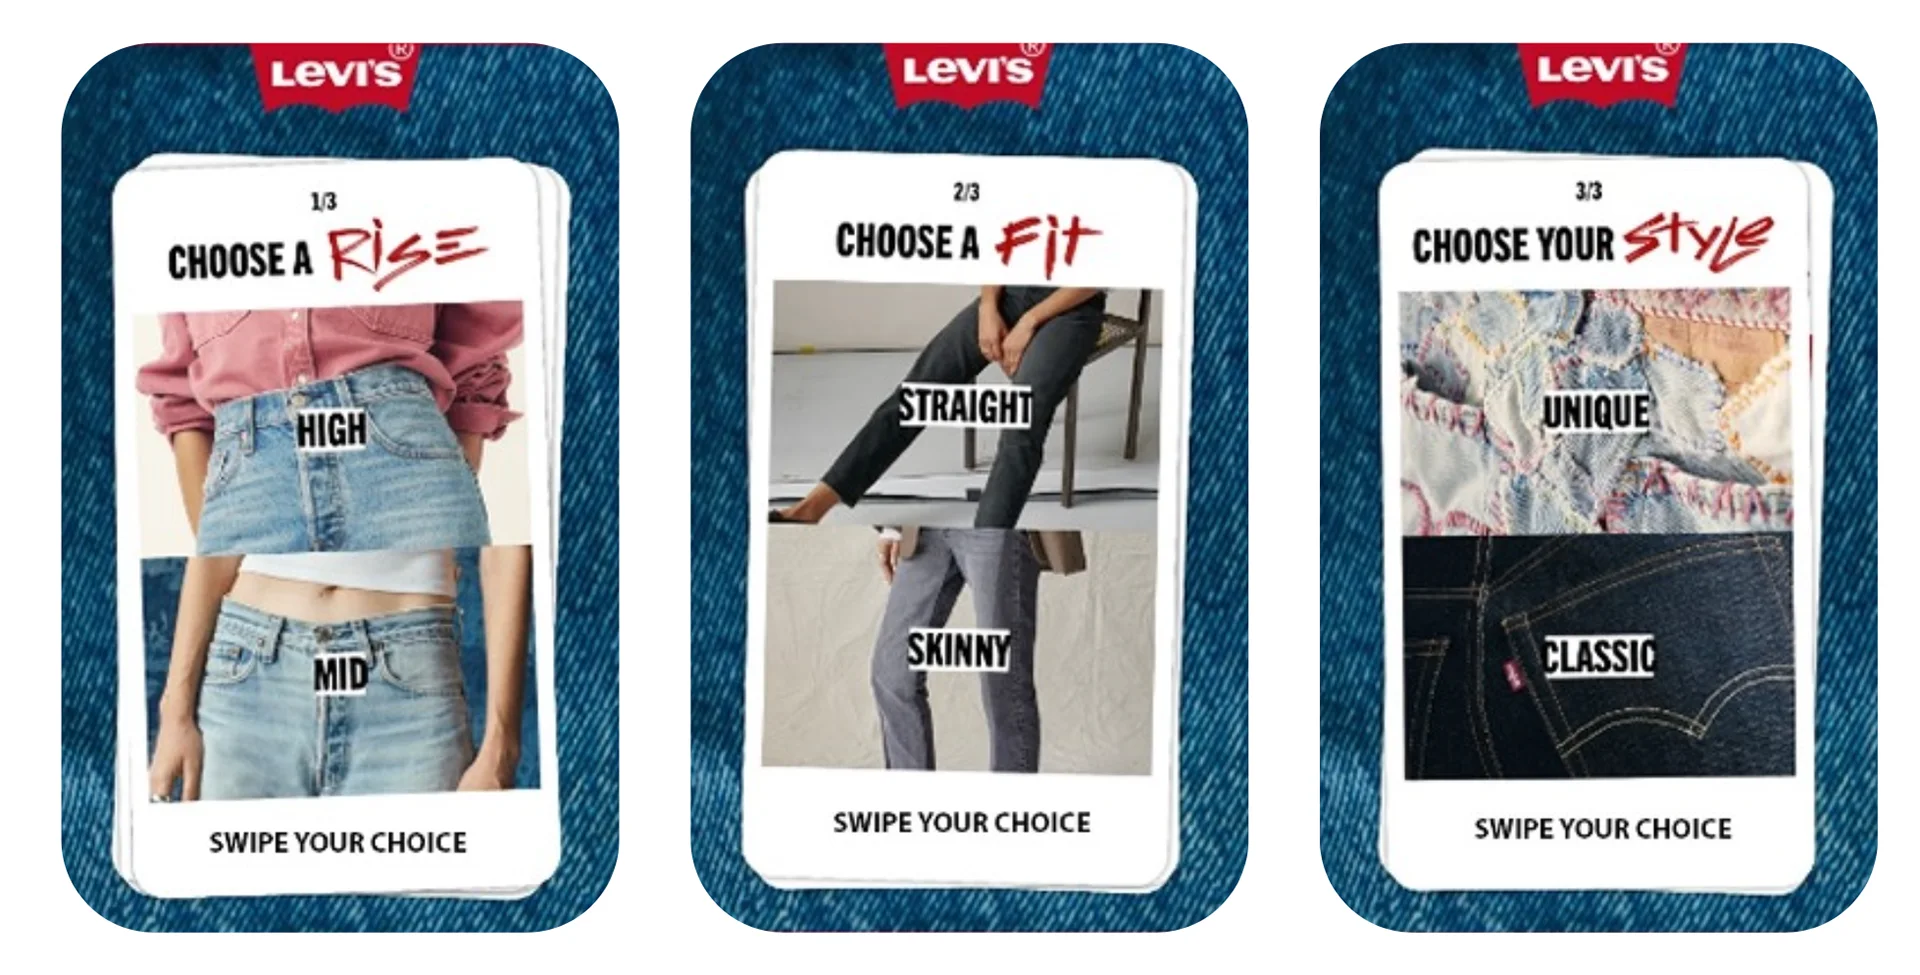 LEVI'S®
1/3
CHOOSE A RISE
HIGH
MID
SWIPE YOUR CHOICE
LEVI'S®
2/3
CHOOSE A Fit
STRAIGHT
SKINNY
SWIPE YOUR CHOICE
LEVI'S®
3/3
CHOOSE YOUR Style
UNIQUE
Levi's
CLASSIC
SWIPE YOUR CHOICE